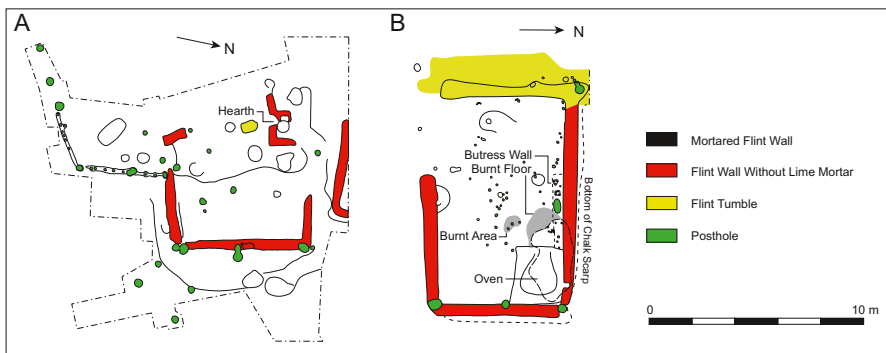 A
N
Hearth
B
N
Butress Wall
Burnt Floor
Burnt Area
Oven
Bottom of Chalk Scarp
Mortared Flint Wall
Flint Wall Without Lime Mortar
Flint Tumble
Posthole
0 10 m